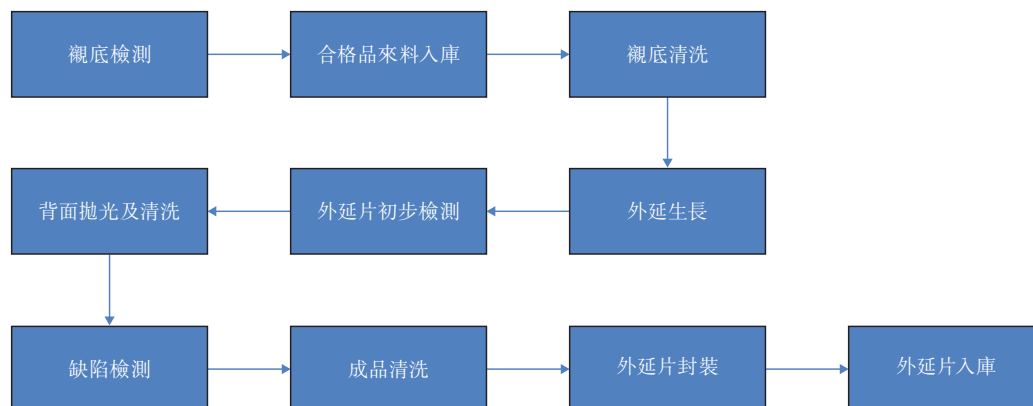 襯底檢測
合格品來料入庫
襯底清洗
外延生長
外延片初步檢測
背面拋光及清洗
缺陷檢測
成品清洗
外延片封裝
外延片入庫